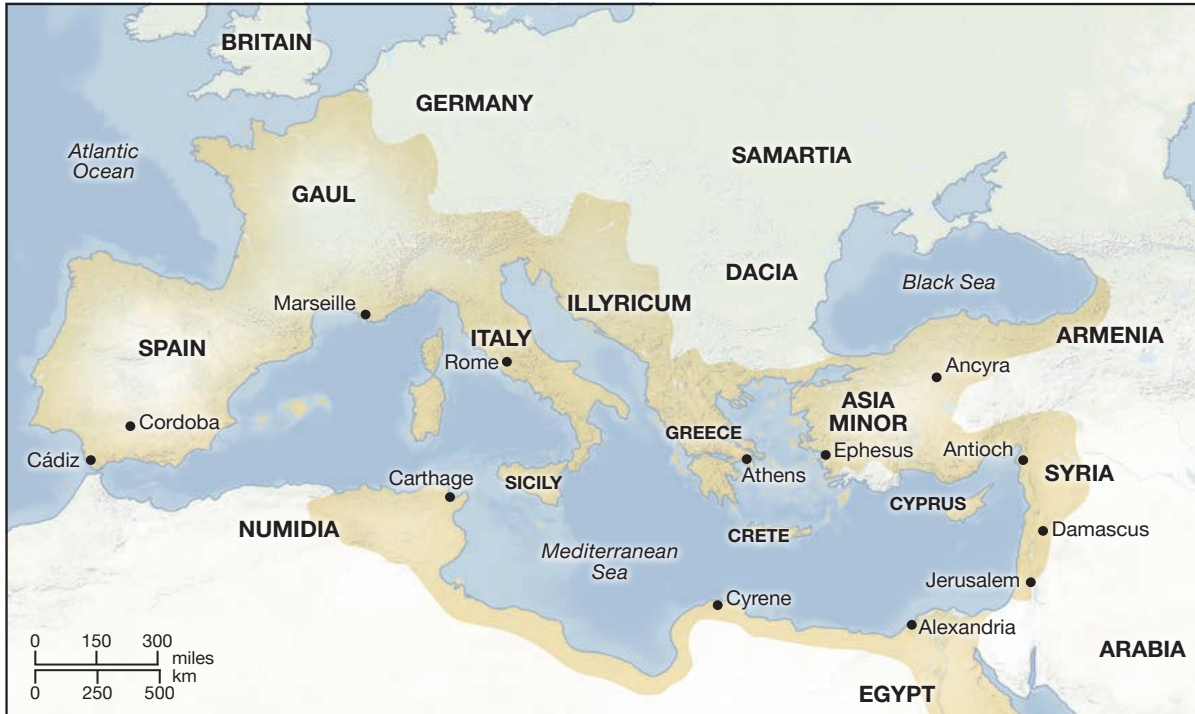 BRITAIN
GERMANY
Atlantic
Ocean
SAMARTIA
GAUL
DACIA
Black Sea
Marseille
ILLYRICUM
ITALY
ARMENIA
SPAIN
Rome
Ancyra
ASIA
MINOR
Cordoba
GREECE
Ephesus
Antioch
Cádiz
Athens
Carthage
SICILY
SYRIA
CYPRUS
NUMIDIA
CRETE
Damascus
Mediterranean
Sea
Jerusalem
Cyrene
Alexandria
0 150 300
miles
km
0 250 500
ARABIA
EGYPT